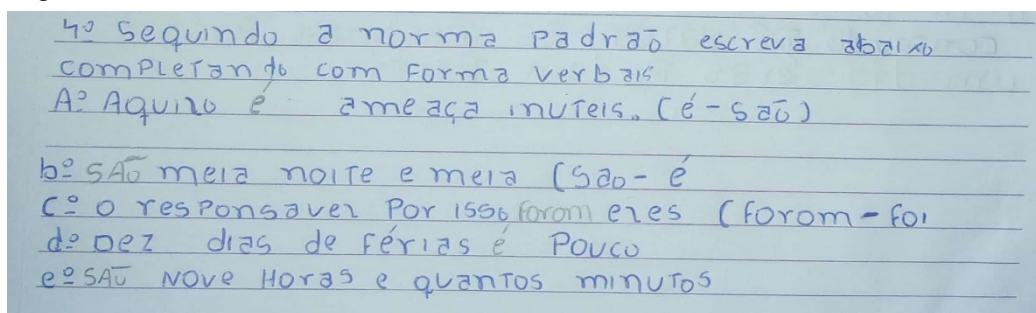 4º Sequindo a norma Padrão escreva abaixo
completando com Forma verbais
Aº Aquilo é ameaça inuteis. (é - são)
bº SÃO meia noite e meia (São - é
Cº o responsavel Por isso forom eles (forom - foi
dº Dez dias de Férias é Pouco
eº SÃO Nove Horas e quantos minutos